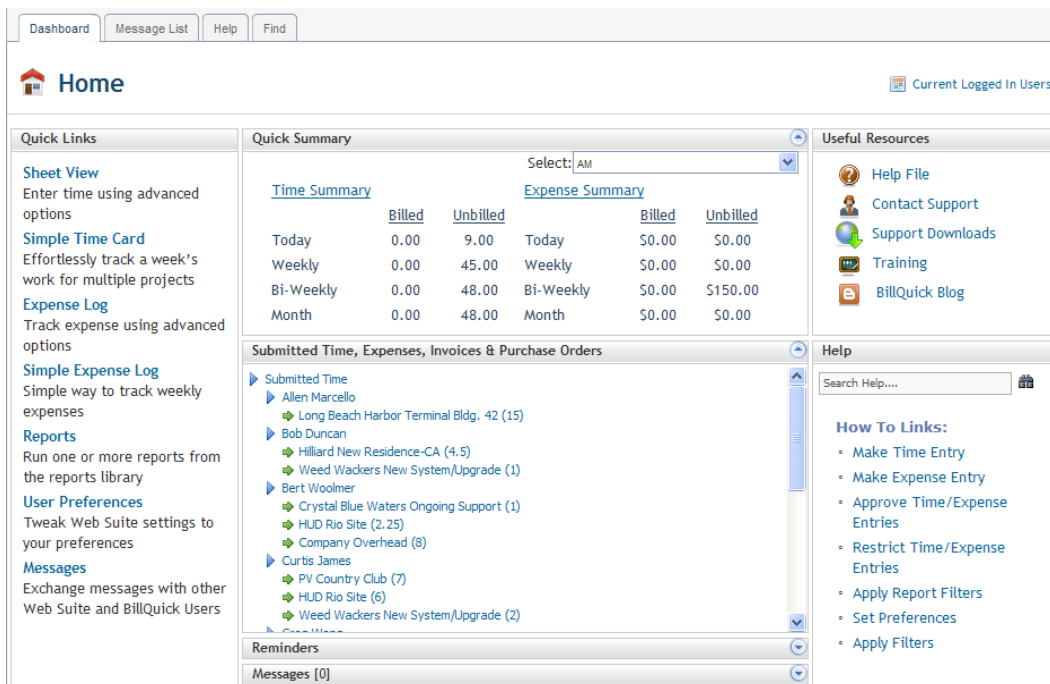 Dashboard
Message List
Help
Find
Home
Current Logged In Users
Quick Links
Sheet View
Enter time using advanced
options
Simple Time Card
Effortlessly track a week's
work for multiple projects
Expense Log
Track expense using advanced
options
Simple Expense Log
Simple way to track weekly
expenses
Reports
Run one or more reports from
the reports library
User Preferences
Tweak Web Suite settings to
your preferences
Messages
Exchange messages with other
Web Suite and BillQuick Users
Quick Summary
Select: AM
Time Summary Expense Summary
Billed Unbilled Billed Unbilled
Today 0.00 9.00 Today $0.00 $0.00
Weekly 0.00 45.00 Weekly $0.00 $0.00
Bi-Weekly 0.00 48.00 Bi-Weekly $0.00 $150.00
Month 0.00 48.00 Month $0.00 $0.00
Submitted Time, Expenses, Invoices & Purchase Orders
Submitted Time
Allen Marcello
Long Beach Harbor Terminal Bldg. 42 (15)
Bob Duncan
Hilliard New Residence-CA (4.5)
Weed Wackers New System/Upgrade (1)
Bert Woolmer
Crystal Blue Waters Ongoing Support (1)
HUD Rio Site (2.25)
Company Overhead (8)
Curtis James
PV Country Club (7)
HUD Rio Site (6)
Weed Wackers New System/Upgrade (2)
Reminders
Messages [0]
Useful Resources
Help File
Contact Support
Support Downloads
Training
BillQuick Blog
Help
Search Help....
How To Links:
Make Time Entry
Make Expense Entry
Approve Time/Expense
Entries
Restrict Time/Expense
Entries
Apply Report Filters
Set Preferences
Apply Filters